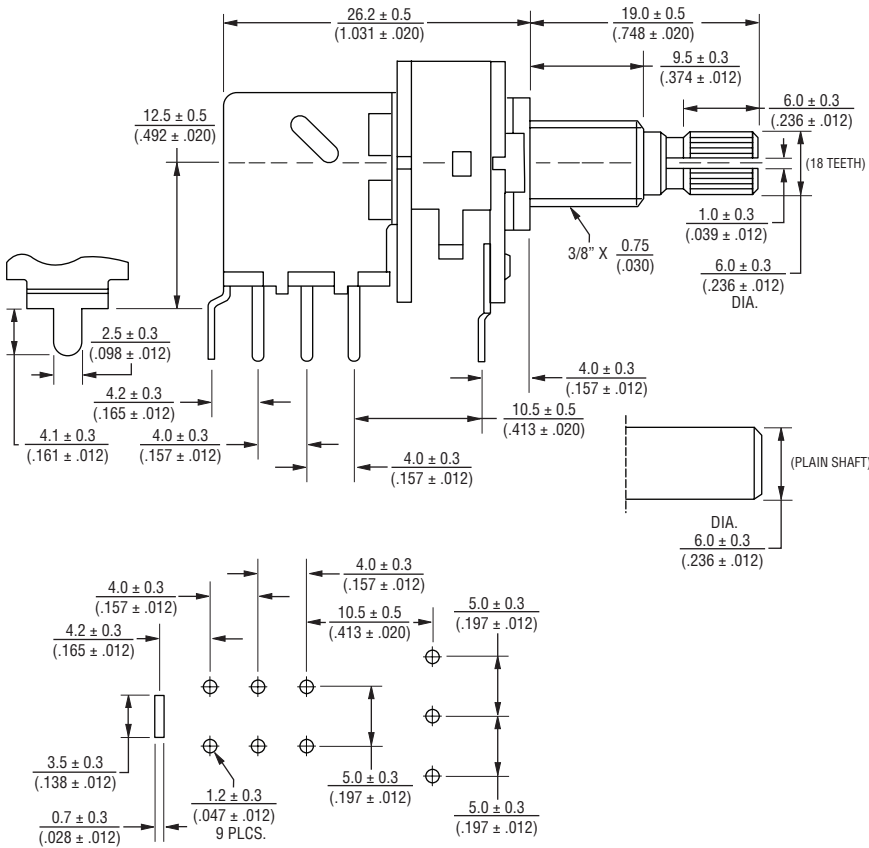 26.2 ± 0.5
(1.031 ± .020)
19.0 ± 0.5
(.748 ± .020)
9.5 ± 0.3
(.374 ± .012)
6.0 ± 0.3
(.236 ± .012)
12.5 ± 0.5
(.492 ± .020)
(18 TEETH)
1.0 ± 0.3
(.039 ± .012)
3/8" X 0.75
(.030)
6.0 ± 0.3
(.236 ± .012)
DIA.
2.5 ± 0.3
(.098 ± .012)
4.0 ± 0.3
(.157 ± .012)
4.2 ± 0.3
(.165 ± .012)
10.5 ± 0.5
(.413 ± .020)
4.1 ± 0.3
(.161 ± .012)
4.0 ± 0.3
(.157 ± .012)
4.0 ± 0.3
(.157 ± .012)
(PLAIN SHAFT)
DIA.
6.0 ± 0.3
(.236 ± .012)
4.0 ± 0.3
(.157 ± .012)
4.0 ± 0.3
(.157 ± .012)
10.5 ± 0.5
(.413 ± .020)
5.0 ± 0.3
(.197 ± .012)
4.2 ± 0.3
(.165 ± .012)
3.5 ± 0.3
(.138 ± .012)
5.0 ± 0.3
(.197 ± .012)
1.2 ± 0.3
(.047 ± .012)
9 PLCS.
5.0 ± 0.3
(.197 ± .012)
0.7 ± 0.3
(.028 ± .012)